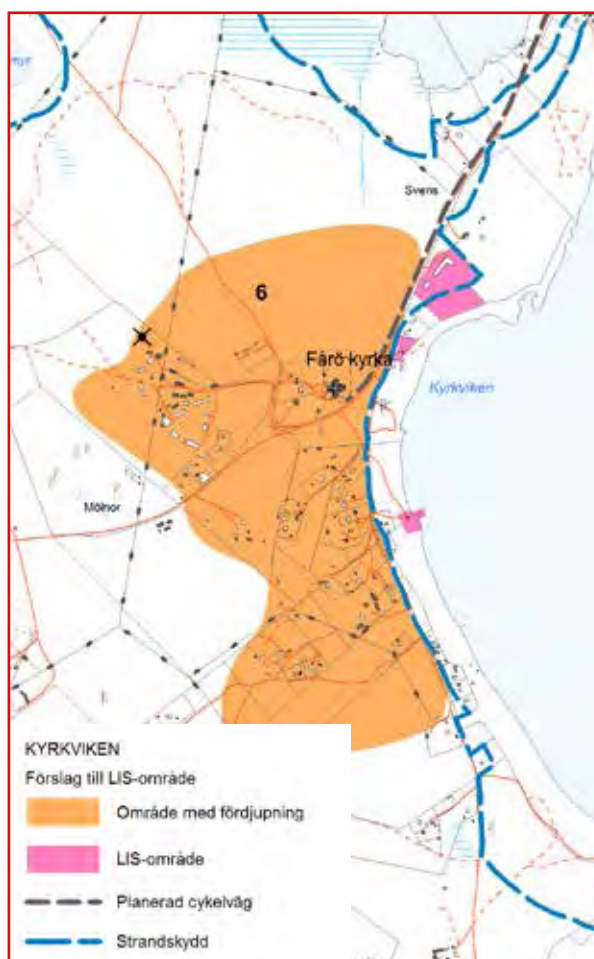 myr
Svens
6
Fårö kyrka
Kyrkviken
Mölnor
KYRKVIKEN
Förslag till LIS-område
Område med fördjupning
LIS-område
Planerad cykelväg
Strandskydd